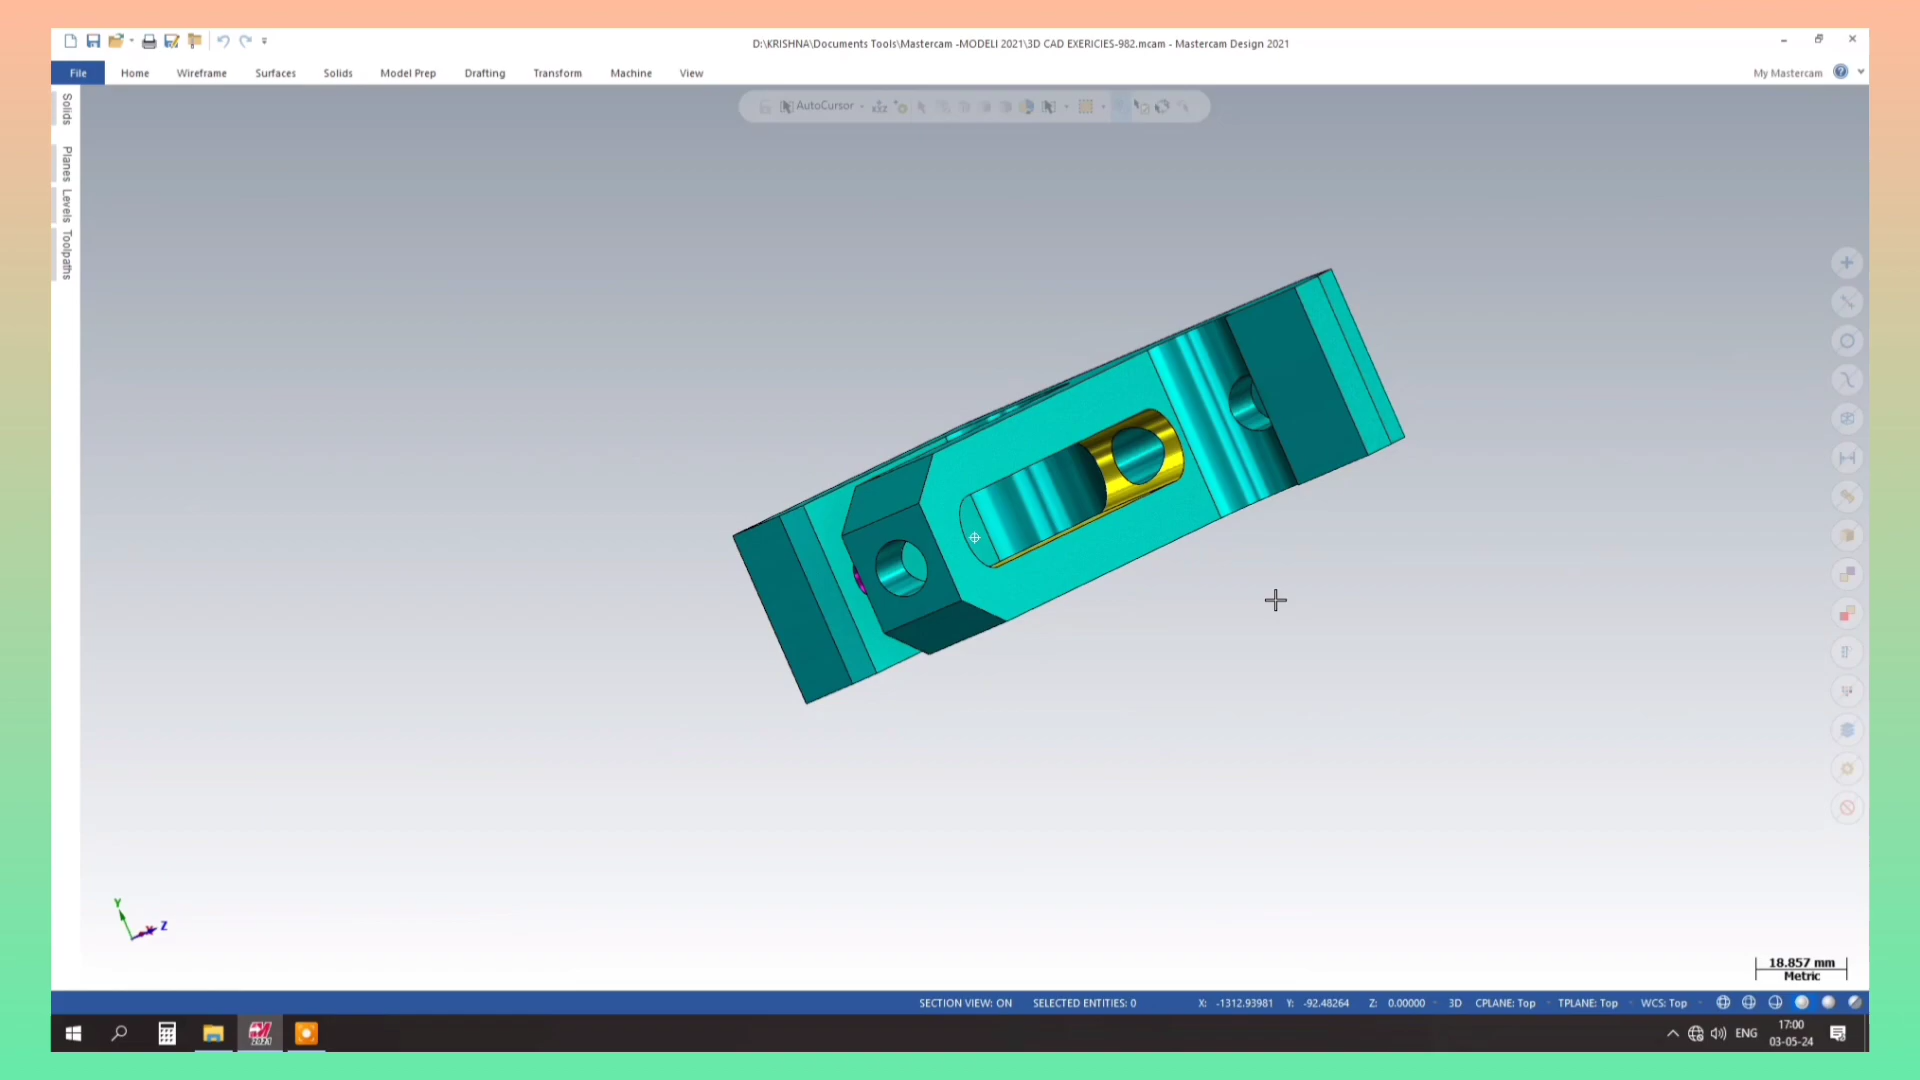 D:\KRISHNA\Documents Tools\Mastercam -MODELI 2021\3D CAD EXERICIES-982.mcam - Mastercam Design 2021
File Home Wireframe Surfaces Solids Model Prep Drafting Transform Machine View My Mastercam
AutoCursor
Solids
Planes
Levels
Toolpaths
Y
X
Z
18.857 mm
Metric
SECTION VIEW: ON SELECTED ENTITIES: 0 X: -1312.93981 Y: -92.48264 Z: 0.00000 3D CPLANE: Top TPLANE: Top WCS: Top
ENG
17:00
03-05-24